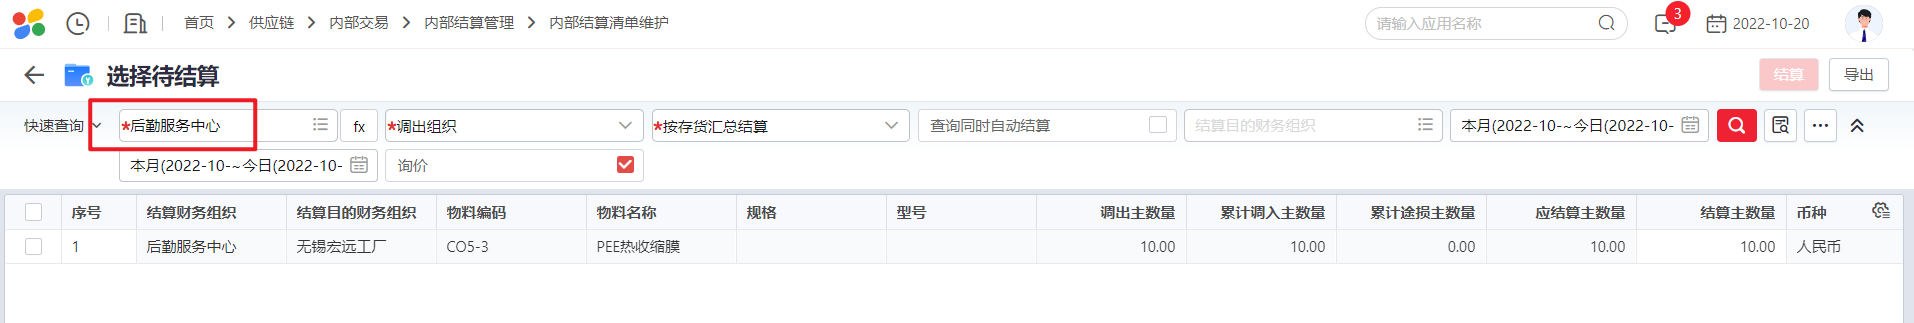 首页 > 供应链 > 内部交易 > 内部结算管理 > 内部结算清单维护 请输入应用名称 3 2022-10-20
选择待结算 结算 导出
快速查询 *后勤服务中心 fx *调出组织 *按存货汇总结算 查询同时自动结算 结算目的财务组织 本月(2022-10-~今日(2022-10- ...
本月(2022-10-~今日(2022-10- 询价
序号 结算财务组织 结算目的财务组织 物料编码 物料名称 规格 型号 调出主数量 累计调入主数量 累计途损主数量 应结算主数量 结算主数量 币种
1 后勤服务中心 无锡宏远工厂 CO5-3 PEE热收缩膜 10.00 10.00 0.00 10.00 10.00 人民币